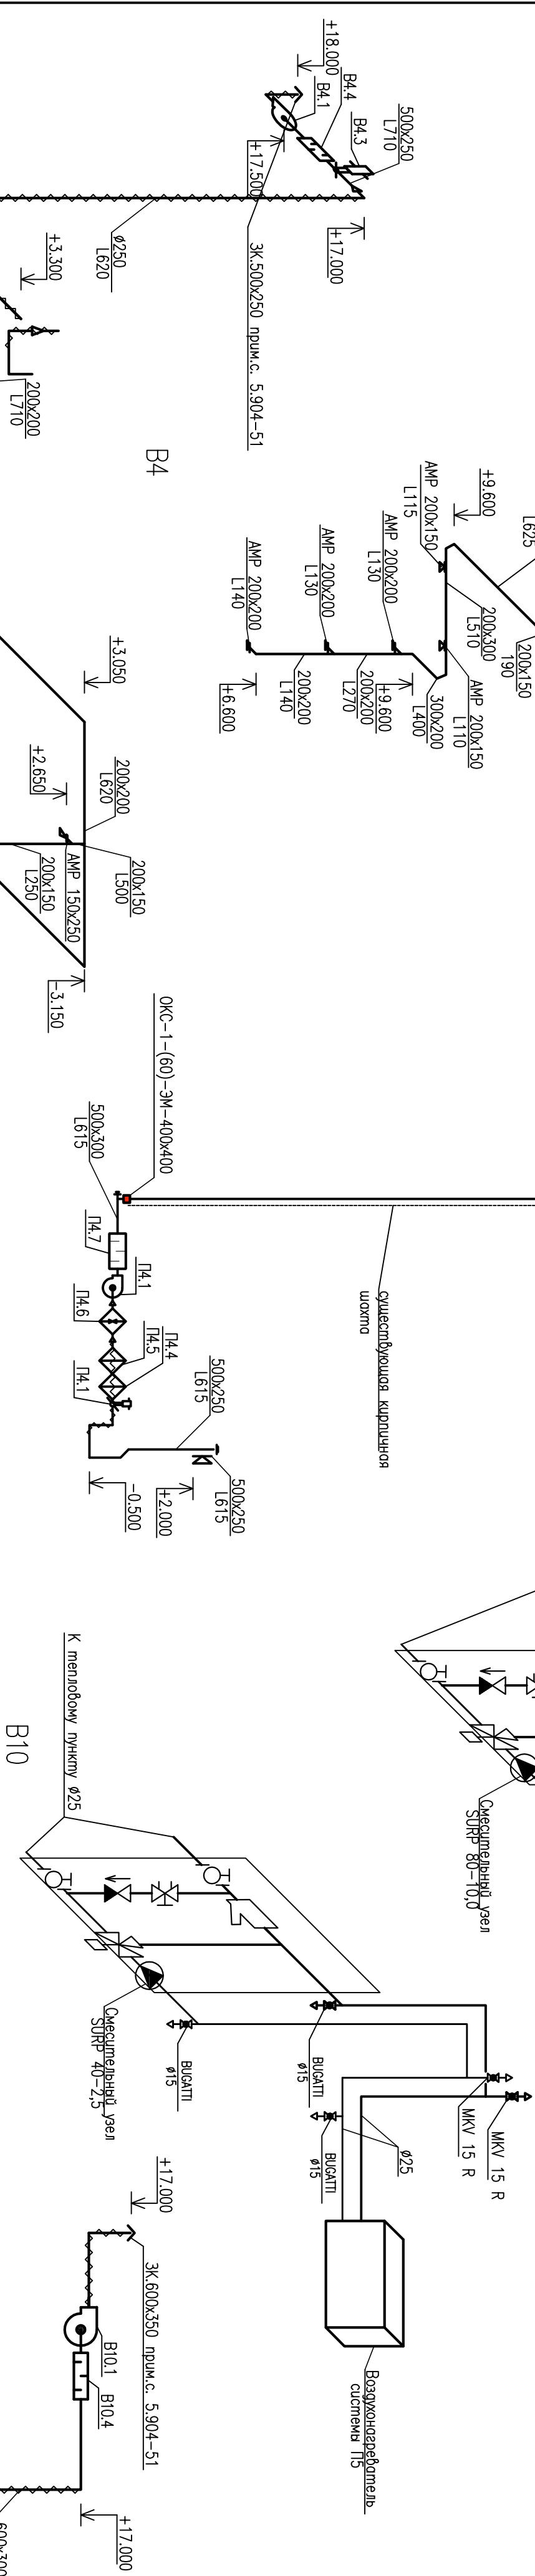 +18.000
B4.1
B4.4
B4.3
500x250
L710
+17.500
+17.000
ø250
L620
ЗК.500x250 прим.с. 5.904-51
+3.300
200x200
L710
B4
+9.600
L625
200x150
190
АМР 200x150
L115
200x300
L510
АМР 200x150
L110
АМР 200x200
L130
300x200
L400
+9.600
АМР 200x200
L130
200x200
L270
АМР 200x200
L140
200x200
L140
+6.600
+3.050
+2.650
200x200
L620
200x150
L500
АМР 150x250
200x150
L250
-3.150
ОКС-1-(60)-ЭМ-400x400
500x300
L615
П4.7
П4.1
П4.6
П4.5
П4.4
П4.1
500x250
L615
500x250
L615
+2.000
-0.500
существующая кирпичная
шахта
Смесительный узел
SURP 80-10,0
К тепловому пункту ø25
B10
Смесительный узел
SURP 40-2,5
BUGATTI
ø15
BUGATTI
ø15
BUGATTI
ø15
MKV 15 R
MKV 15 R
ø25
Воздухонагреватель
системы П5
+17.000
ЗК.600x350 прим.с. 5.904-51
B10.1
B10.4
+17.000
600x300